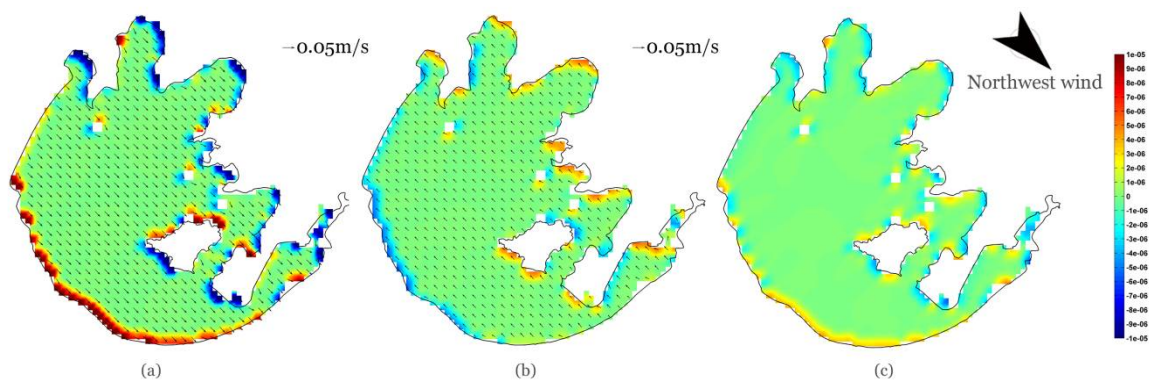 →0.05m/s
→0.05m/s
Northwest wind
1e-05
9e-06
8e-06
7e-06
6e-06
5e-06
4e-06
3e-06
2e-06
1e-06
0
-1e-06
-2e-06
-3e-06
-4e-06
-5e-06
-6e-06
-7e-06
-8e-06
-9e-06
-1e-05
(a)
(b)
(c)